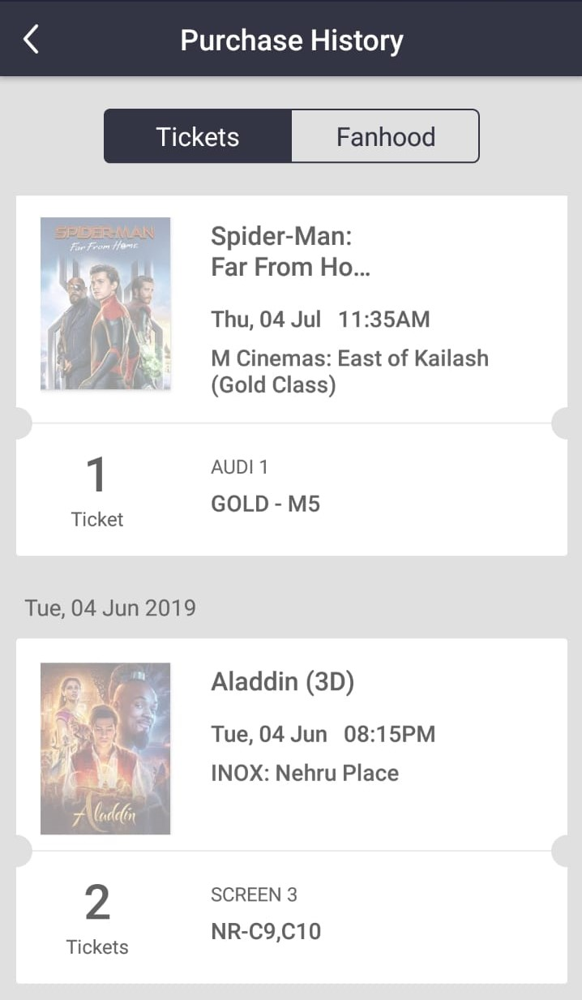 Purchase History
Tickets
Fanhood
SPIDER-MAN
Far From Home
Spider-Man:
Far From Ho...
Thu, 04 Jul 11:35AM
M Cinemas: East of Kailash
(Gold Class)
1
Ticket
AUDI 1
GOLD - M5
Tue, 04 Jun 2019
Aladdin
Aladdin (3D)
Tue, 04 Jun 08:15PM
INOX: Nehru Place
2
Tickets
SCREEN 3
NR-C9,C10